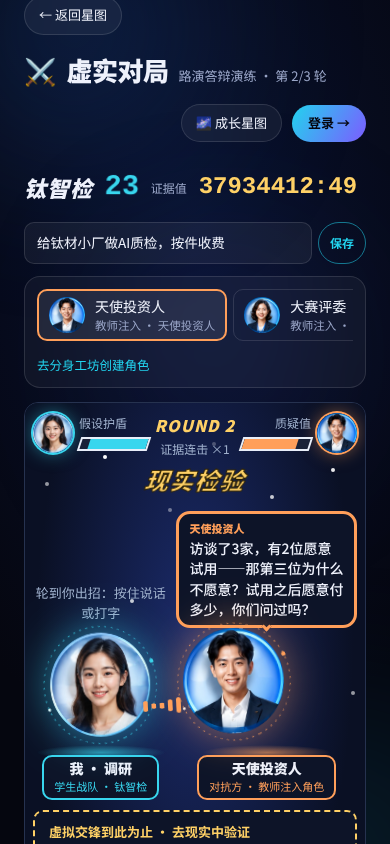 ← 返回星图
⚔️ 虚实对局 路演答辩演练 · 第 2/3 轮
🌌 成长星图
登录 →
钛智检 23 证据值 37934412:49
给钛材小厂做AI质检，按件收费
保存
天使投资人
教师注入 · 天使投资人
大赛评委
教师注入 ·
去分身工坊创建角色
假设护盾
ROUND 2
质疑值
证据连击 ×1
现实检验
天使投资人
访谈了3家，有2位愿意
试用——那第三位为什么
不愿意？试用之后愿意付
多少，你们问过吗？
轮到你出招：按住说话
或打字
我 · 调研
学生战队 · 钛智检
天使投资人
对抗方 · 教师注入角色
虚拟交锋到此为止 · 去现实中验证